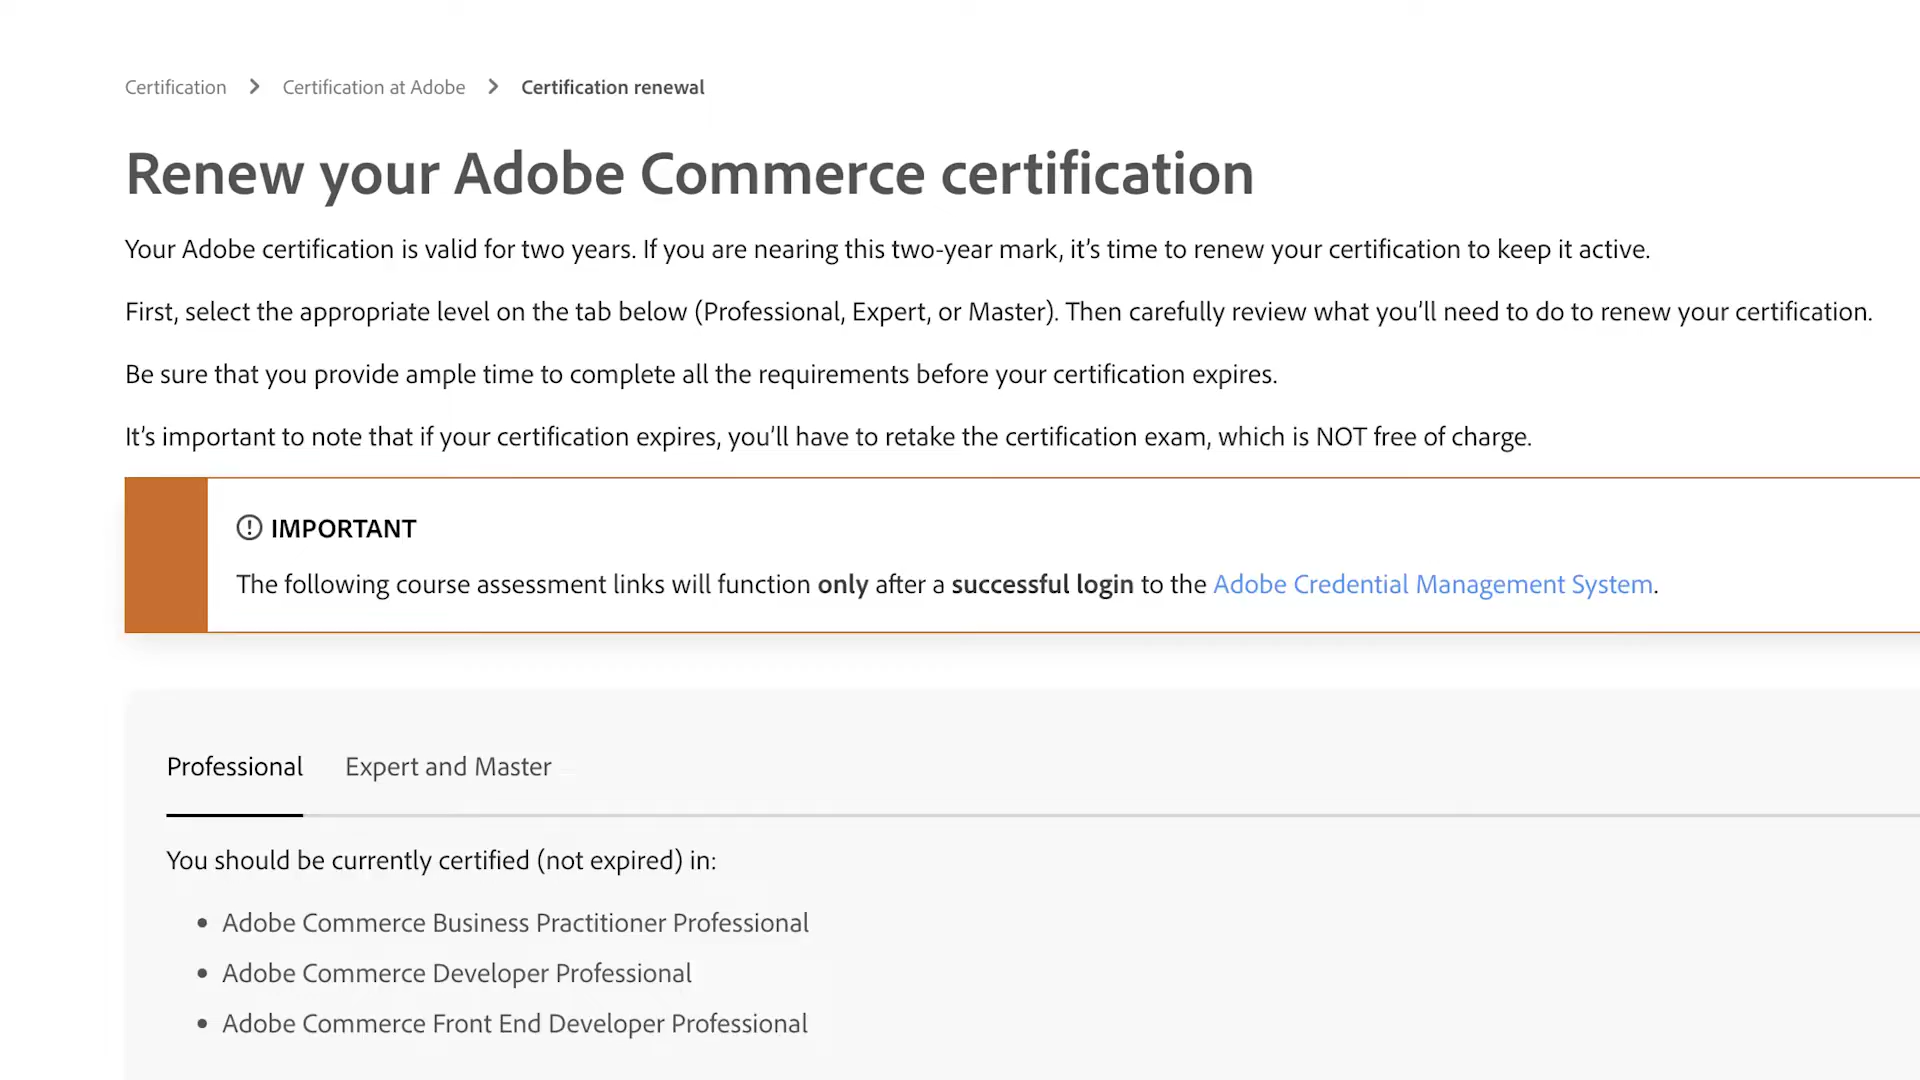 Certification > Certification at Adobe > Certification renewal
Renew your Adobe Commerce certification
Your Adobe certification is valid for two years. If you are nearing this two-year mark, it’s time to renew your certification to keep it active.
First, select the appropriate level on the tab below (Professional, Expert, or Master). Then carefully review what you’ll need to do to renew your certification.
Be sure that you provide ample time to complete all the requirements before your certification expires.
It’s important to note that if your certification expires, you’ll have to retake the certification exam, which is NOT free of charge.
IMPORTANT
The following course assessment links will function only after a successful login to the Adobe Credential Management System.
Professional Expert and Master
You should be currently certified (not expired) in:
• Adobe Commerce Business Practitioner Professional
• Adobe Commerce Developer Professional
• Adobe Commerce Front End Developer Professional